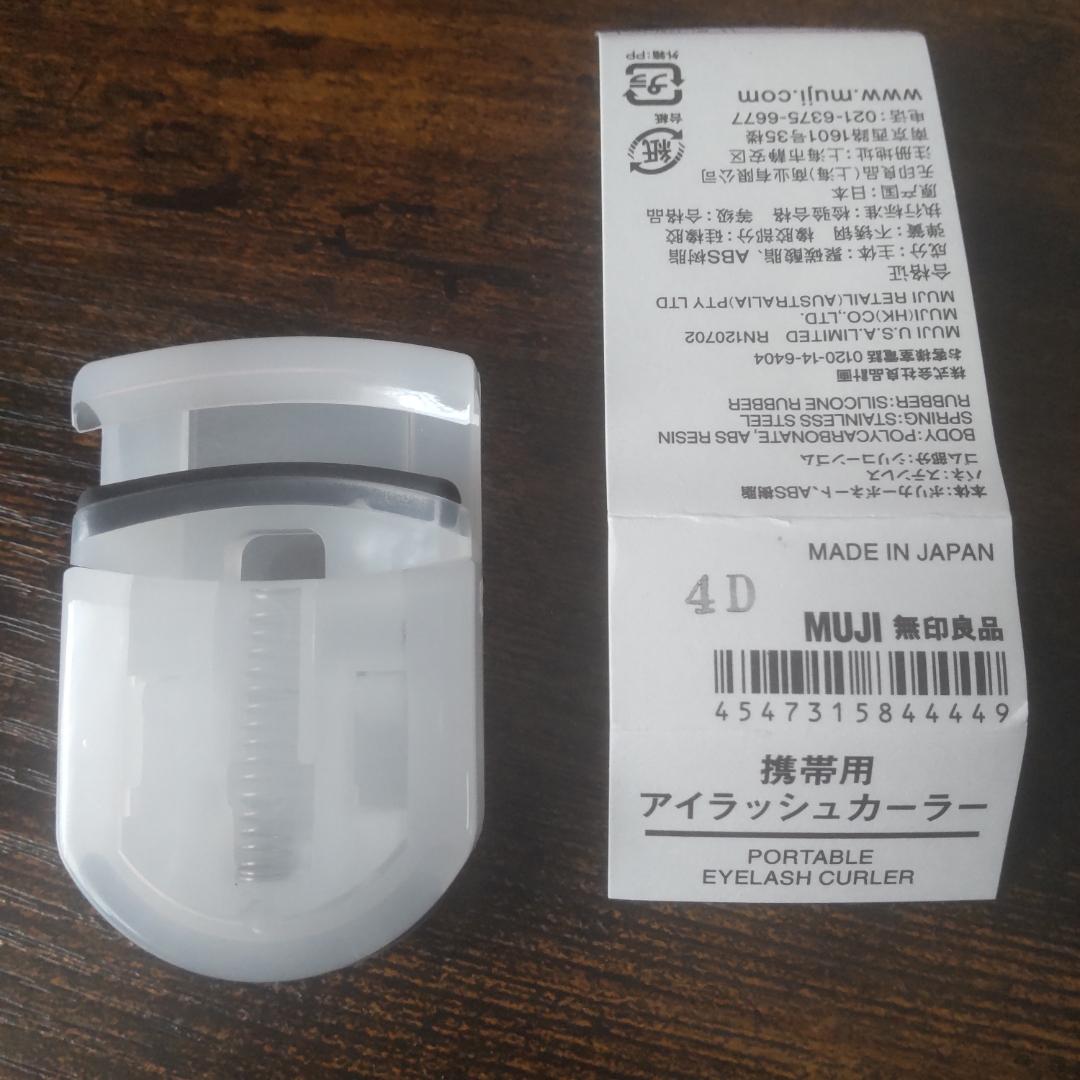 MADE IN JAPAN
4D
MUJI 無印良品
4547315844449
携帯用
アイラッシュカーラー
PORTABLE
EYELASH CURLER
本体:ポリカーボネート、ABS樹脂
バネ:ステンレス
ゴム部分:シリコーンゴム
BODY:POLYCARBONATE, ABS RESIN
SPRING:STAINLESS STEEL
RUBBER:SILICONE RUBBER
株式会社良品計画
お客様室電話 0120-14-6404
MUJI U.S.A.LIMITED RN120702
MUJI(HK)CO.,LTD.
MUJI RETAIL(AUSTRALIA)PTY LTD
合格证
成分:主体:聚碳酸脂、ABS树脂
弹簧:不锈钢 橡胶部分:硅橡胶
执行标准:检验合格 等级:合格品
原产国:日本
无印良品(上海)商业有限公司
注册地址:上海市静安区
南京西路1601号35楼
电话:021-6375-6677
www.muji.com
台紙
紙
外箱:PP
プラ